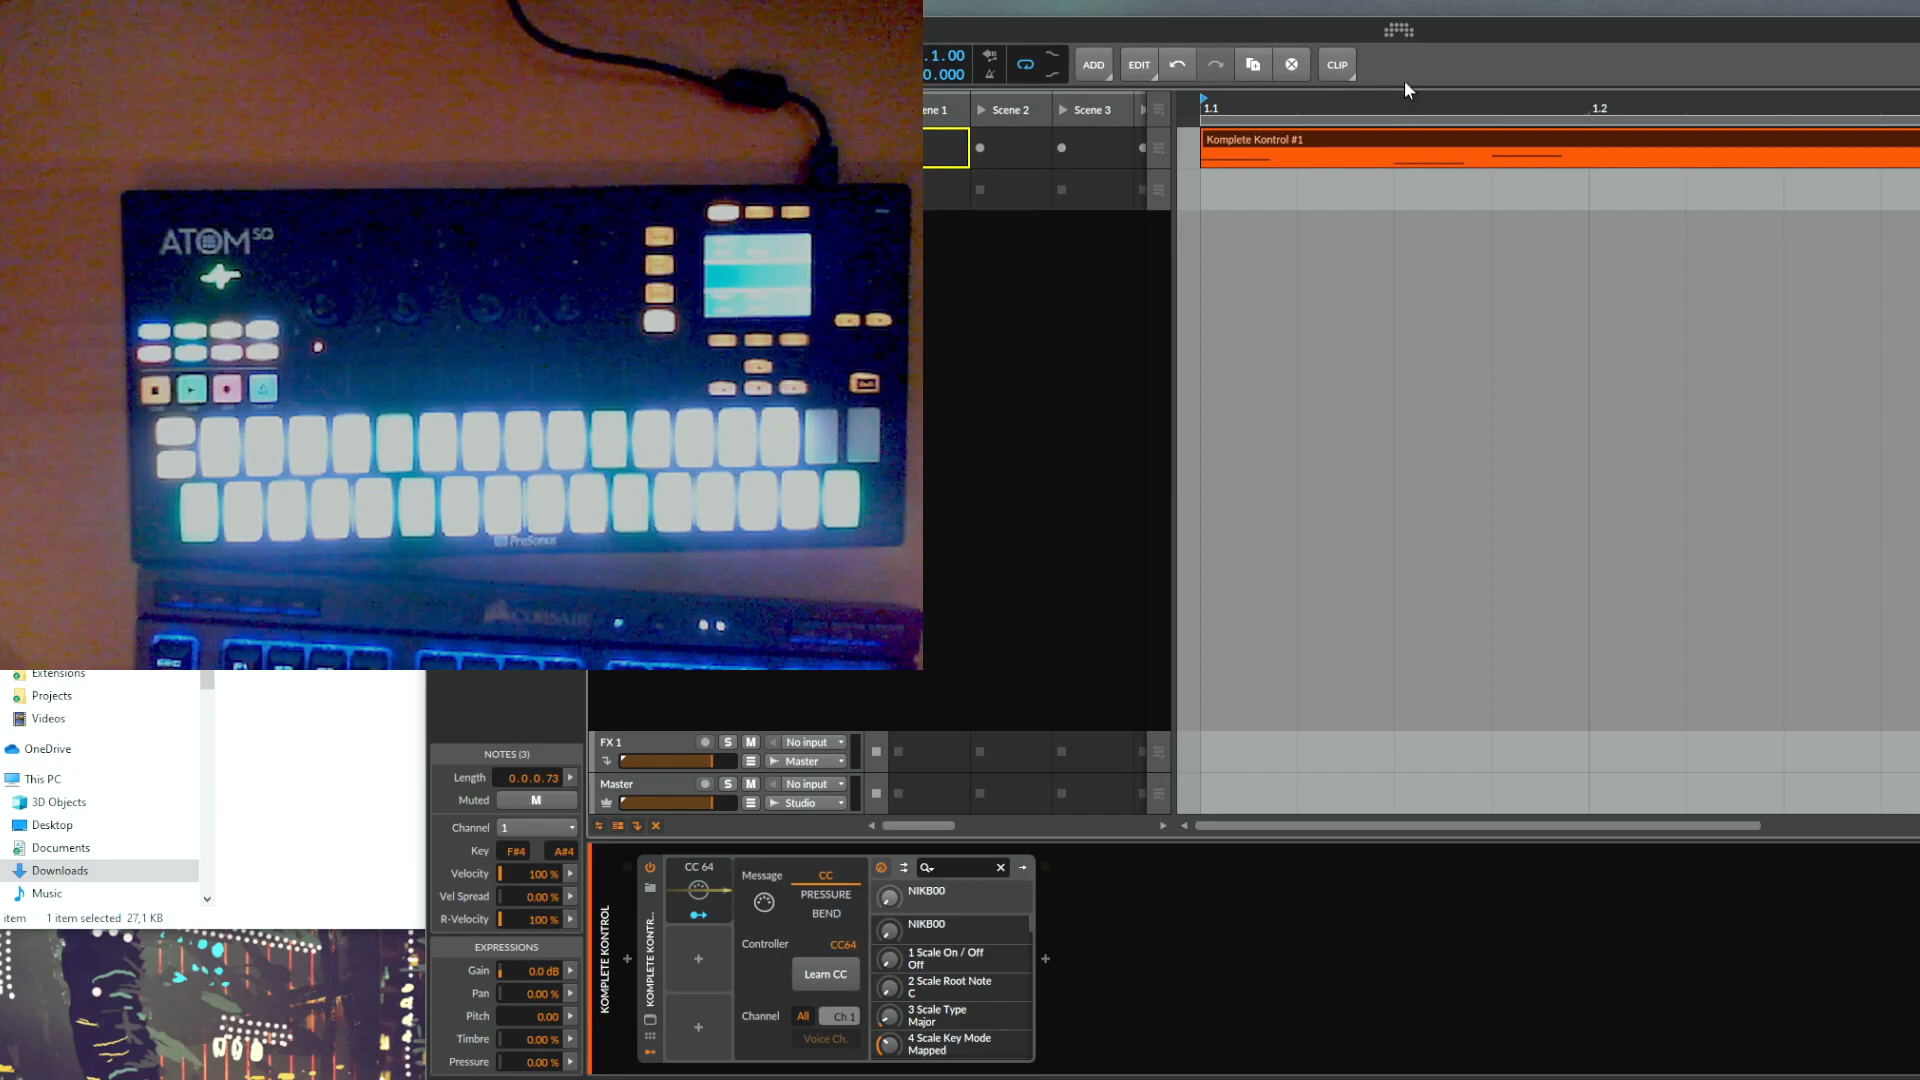 ATOM SQ
PreSonus
CORSAIR
.1.00
0.000
ADD
EDIT
CLIP
ene 1
Scene 2
Scene 3
1.1
1.2
Komplete Kontrol #1
Extensions
Projects
Videos
OneDrive
This PC
3D Objects
Desktop
Documents
Downloads
Music
item 1 item selected 27,1 KB
NOTES (3)
Length 0.0.0.73
Muted M
Channel 1
Key F#4 A#4
Velocity 100 %
Vel Spread 0.00 %
R-Velocity 100 %
EXPRESSIONS
Gain 0.0 dB
Pan 0.00 %
Pitch 0.00
Timbre 0.00 %
Pressure 0.00 %
FX 1 S M No input
Master
Master S M No input
Studio
KOMPLETE KONTROL
KOMPLETE KONTR...
CC 64
Message CC
PRESSURE
BEND
Controller CC64
Learn CC
Channel All Ch 1
Voice Ch.
NIKB00
NIKB00
1 Scale On / Off
Off
2 Scale Root Note
C
3 Scale Type
Major
4 Scale Key Mode
Mapped